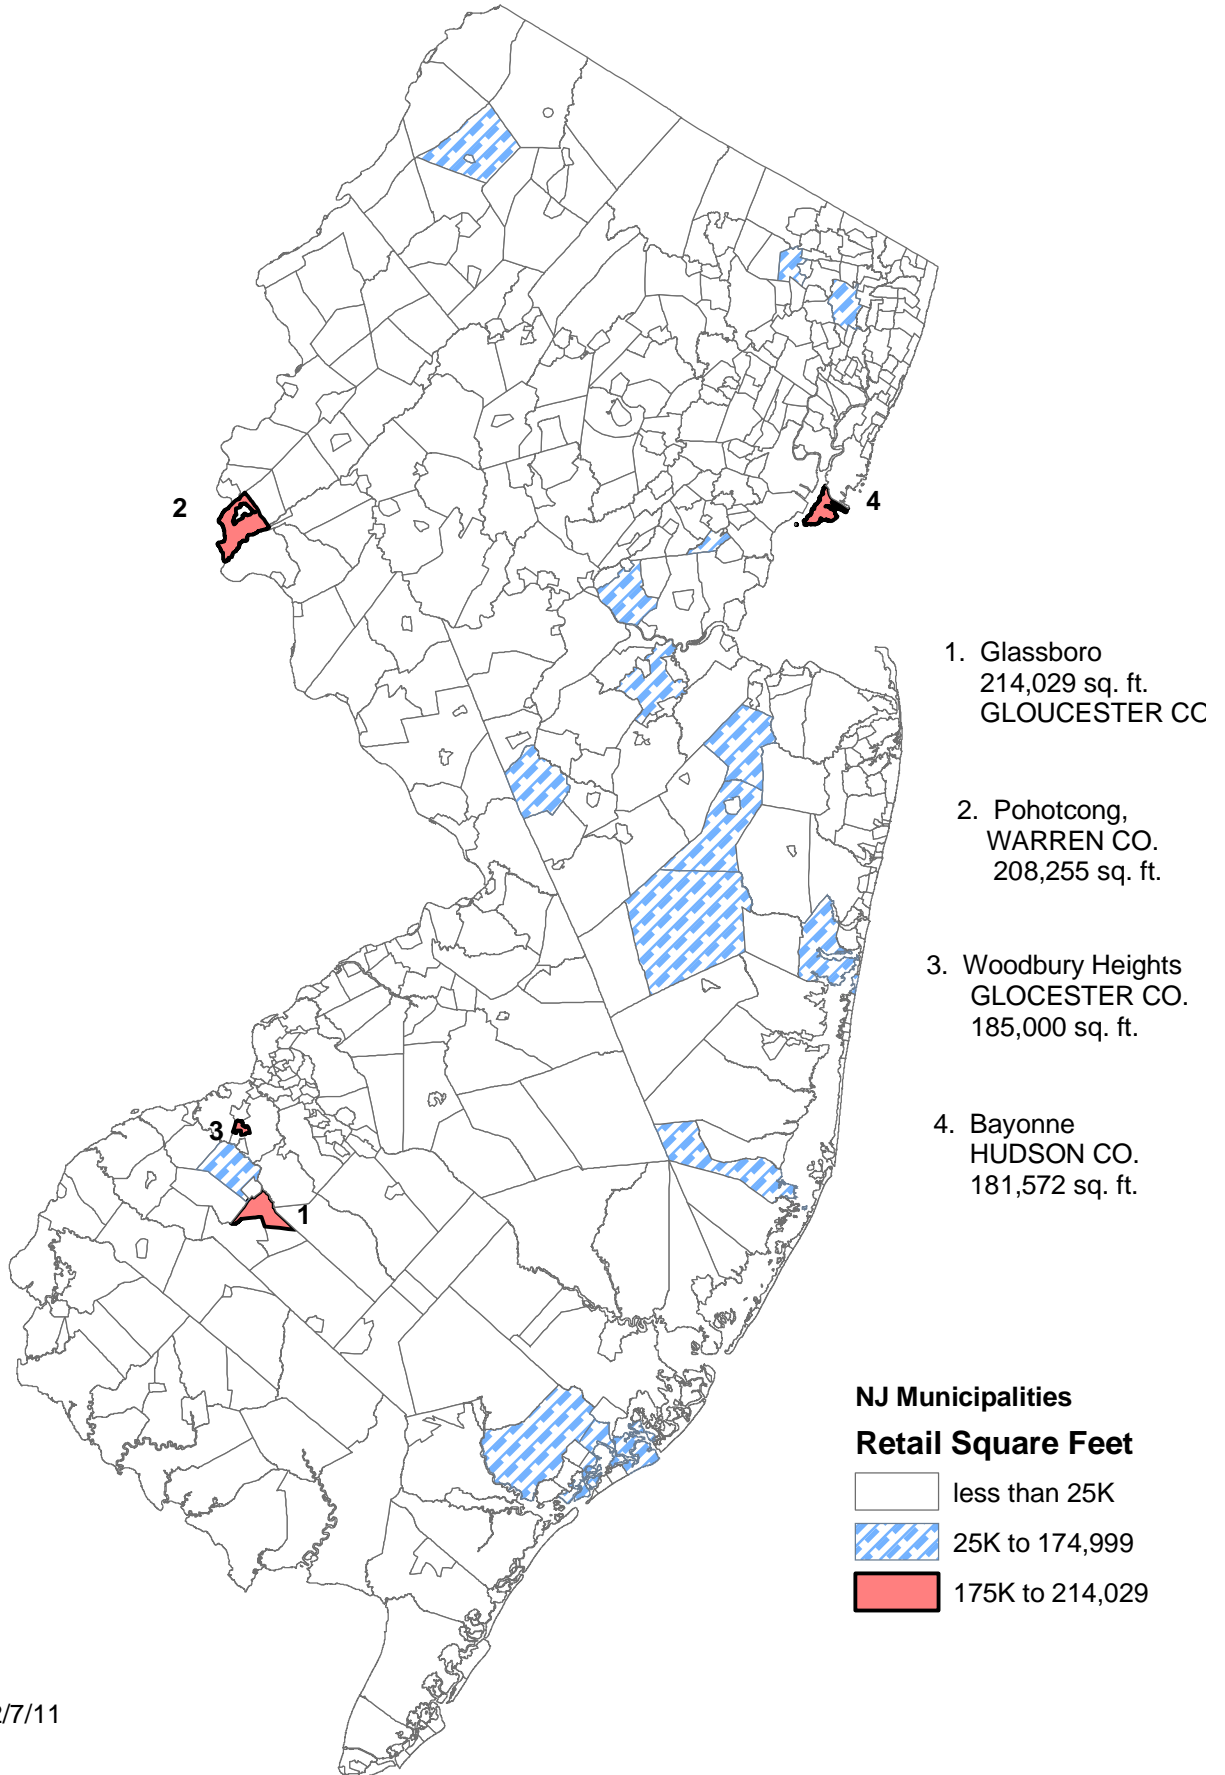 2
4
1. Glassboro
214,029 sq. ft.
GLOUCESTER CO
2. Pohotcong,
WARREN CO.
208,255 sq. ft.
3. Woodbury Heights
GLOCESTER CO.
185,000 sq. ft.
4. Bayonne
HUDSON CO.
181,572 sq. ft.
3
1
NJ Municipalities
Retail Square Feet
less than 25K
25K to 174,999
175K to 214,029
/7/11